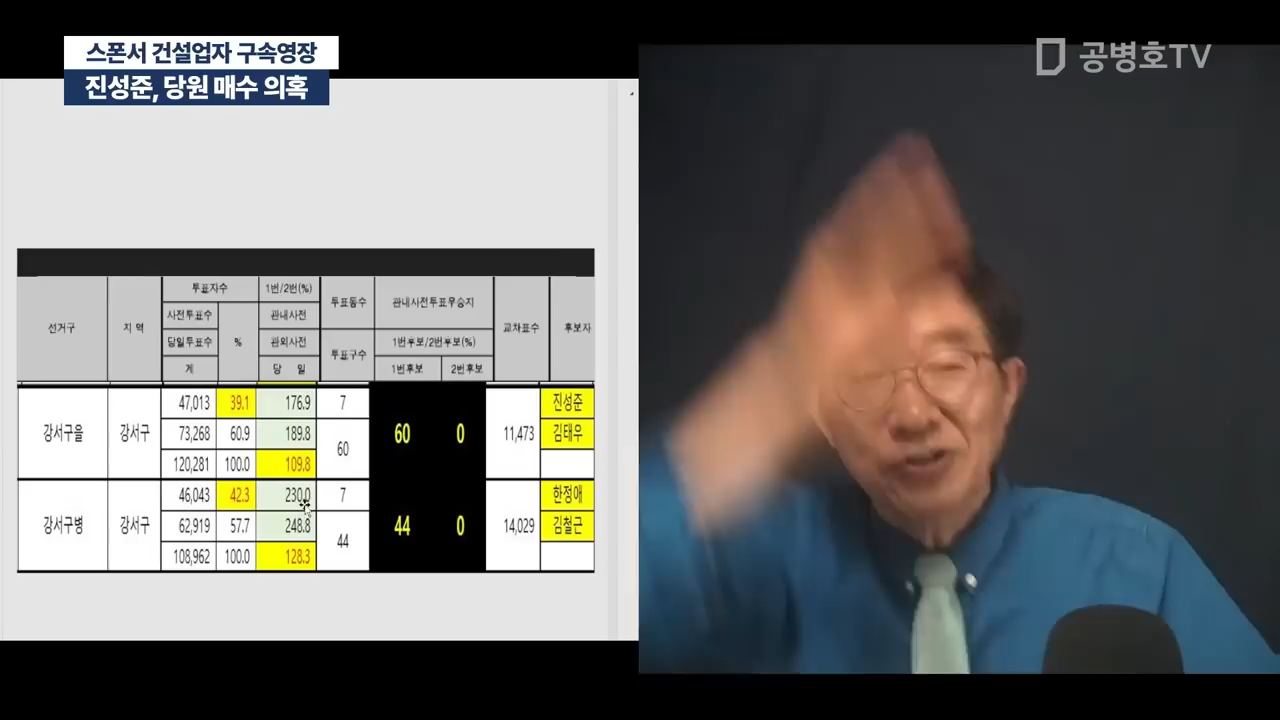 스폰서 건설업자 구속영장
진성준, 당원 매수 의혹
공병호TV
선거구 지 역 투표자수 1번/2번(%) 투표동수 관내사전투표우승지 교차표수 후보자
사전투표수 % 관내사전
당일투표수 관외사전 투표구수 1번후보/2번후보(%)
계 당 일 1번후보 2번후보
강서구을 강서구 47,013 39.1 176.9 7 60 0 11,473 진성준
73,268 60.9 189.8 60 김태우
120,281 100.0 109.8
강서구병 강서구 46,043 42.3 230.0 7 44 0 14,029 한정애
62,919 57.7 248.8 44 김철근
108,962 100.0 128.3